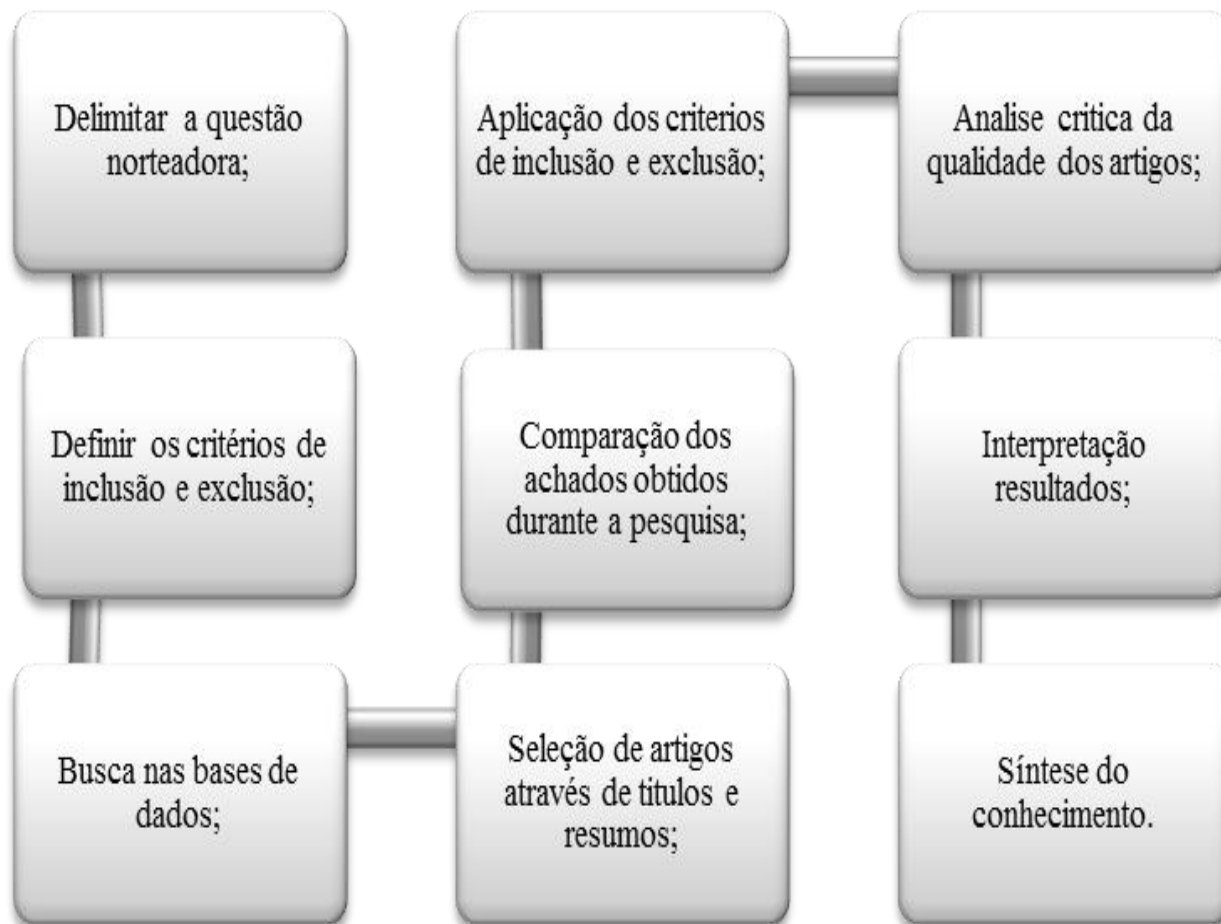 Delimitar a questão
norteadora;
Definir os critérios de
inclusão e exclusão;
Busca nas bases de
dados;
Seleção de artigos
através de titulos e
resumos;
Comparação dos
achados obtidos
durante a pesquisa;
Aplicação dos criterios
de inclusão e exclusão;
Analise critica da
qualidade dos artigos;
Interpretação
resultados;
Síntese do
conhecimento.